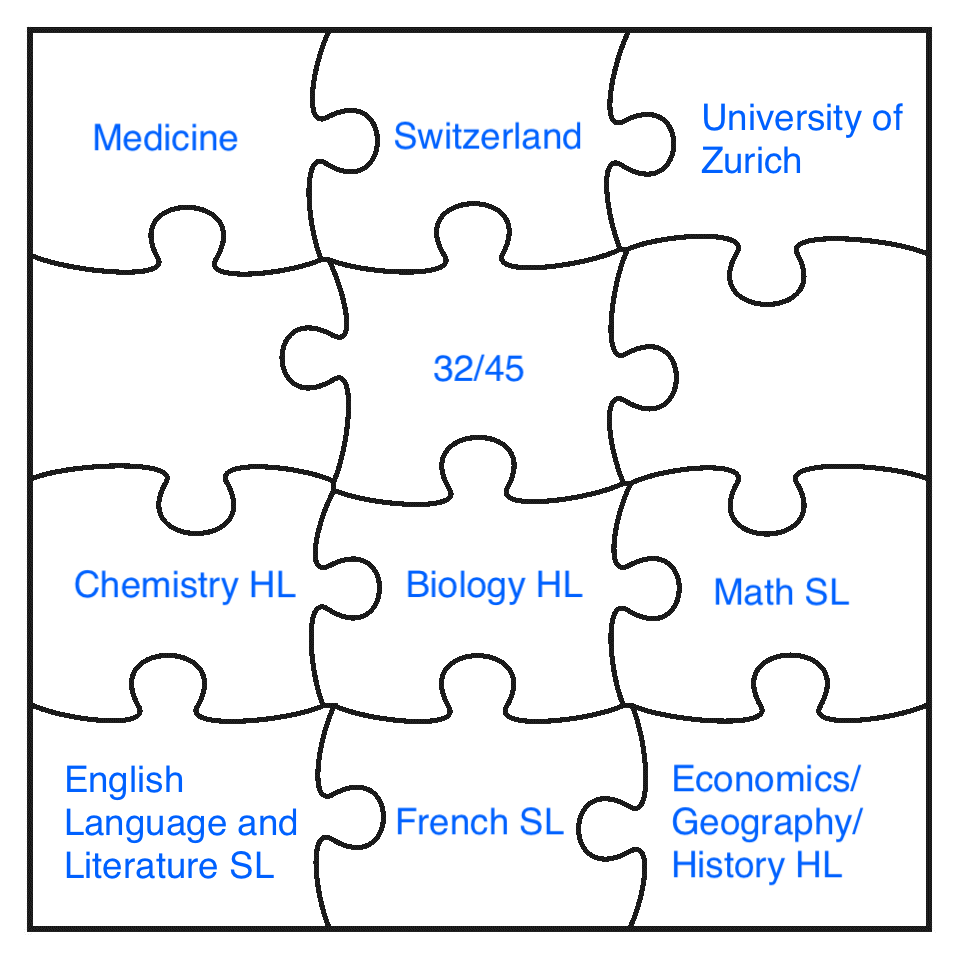 Medicine
Switzerland
University of
Zurich
32/45
Chemistry HL
Biology HL
Math SL
English
Language and
Literature SL
French SL
Economics/
Geography/
History HL